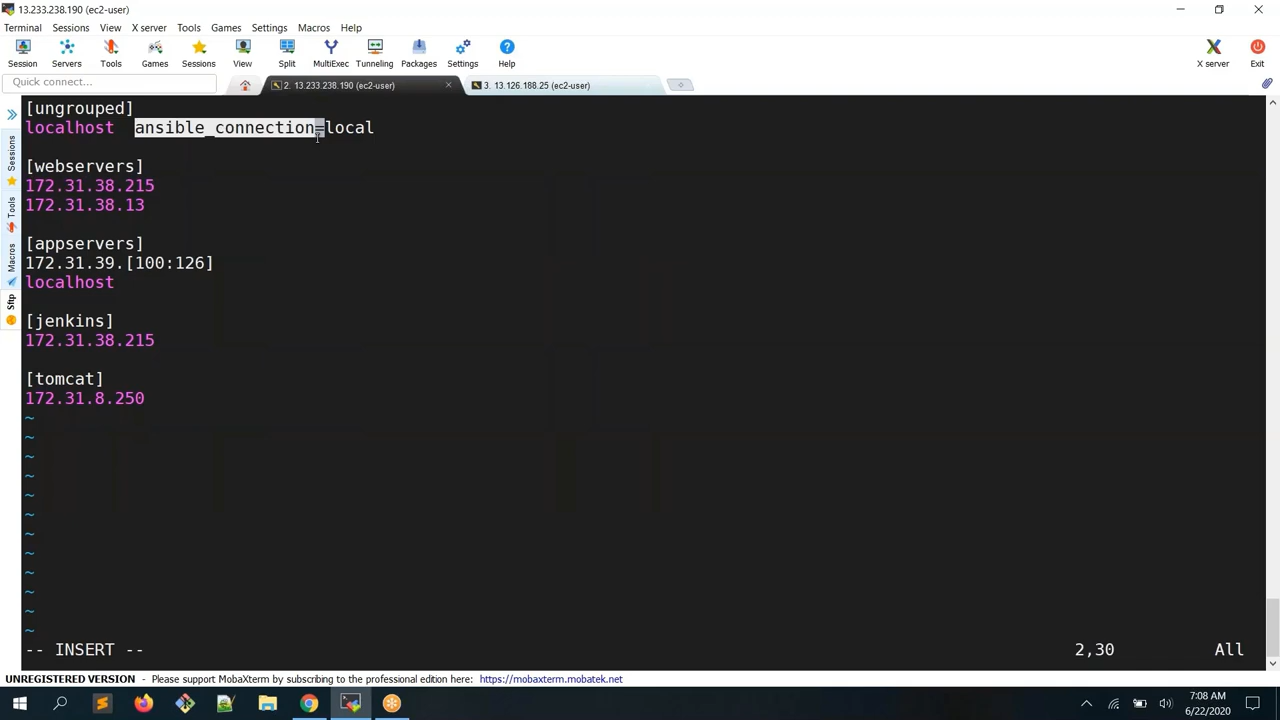 13.233.238.190 (ec2-user)
Terminal Sessions View X server Tools Games Settings Macros Help
Session Servers Tools Games Sessions View Split MultiExec Tunneling Packages Settings Help X server Exit
Quick connect... 2. 13.233.238.190 (ec2-user) 3. 13.126.188.25 (ec2-user)
Sessions
Tools
Macros
Sftp
[ungrouped]
localhost  ansible_connection=local
[webservers]
172.31.38.215
172.31.38.13
[appservers]
172.31.39.[100:126]
localhost
[jenkins]
172.31.38.215
[tomcat]
172.31.8.250
~
~
~
~
~
~
~
~
~
~
~
~
-- INSERT -- 2,30 All
UNREGISTERED VERSION - Please support MobaXterm by subscribing to the professional edition here: https://mobaxterm.mobatek.net
7:08 AM
6/22/2020